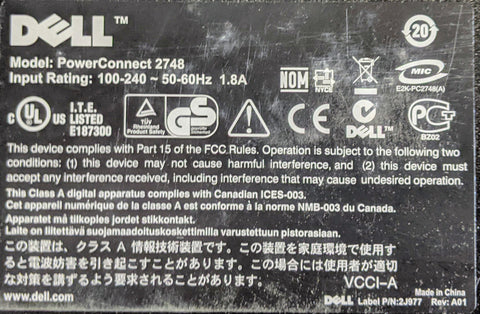 DELL™
Model: PowerConnect 2748
Input Rating: 100-240 ~ 50-60Hz 1.8A
20
c UL US LISTED
I.T.E.
E187300
TÜV
Rheinland
Product Safety
GS
NOM
NYCE
CE
C
DELL™
MIC
E2K-PC2748(A)
PCT
BZ02
This device complies with Part 15 of the FCC Rules. Operation is subject to the following two
conditions: (1) this device may not cause harmful interference, and (2) this device must
accept any interference received, including interference that may cause undesired operation.
This Class A digital apparatus complies with Canadian ICES-003.
Cet appareil numérique de la classe A est conforme à la norme NMB-003 du Canada.
Apparatet må tilkoples jordet stikkontakt.
Laite on liitettävä suojamaadoituskoskettimilla varustettuun pistorasiaan.
この装置は、クラス A 情報技術装置です。この装置を家庭環境で使用す
ると電波妨害を引き起こすことがあります。この場合には使用者が適切
な対策を講ずるよう要求されることがあります。
VCCI-A
www.dell.com
DELL Label P/N:2J977
Made in China
Rev: A01